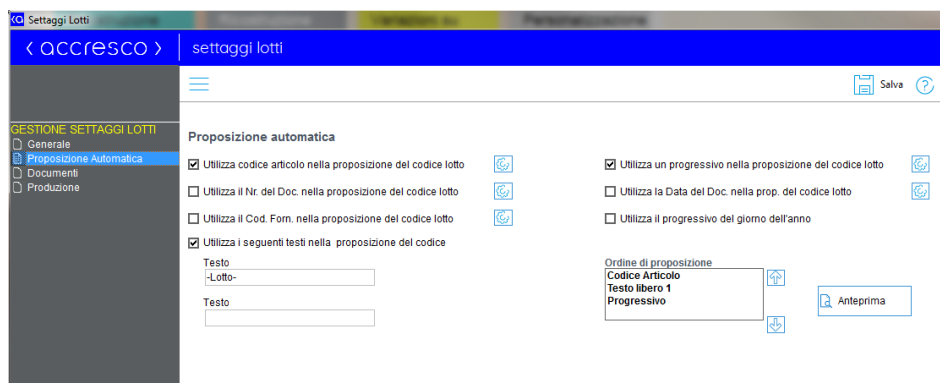 Settaggi Lotti
Variazioni su
Personalizzazione
‹ accresco › settaggi lotti
Salva
GESTIONE SETTAGGI LOTTI
Generale
Proposizione Automatica
Documenti
Produzione
Proposizione automatica
Utilizza codice articolo nella proposizione del codice lotto
Utilizza un progressivo nella proposizione del codice lotto
Utilizza il Nr. del Doc. nella proposizione del codice lotto
Utilizza la Data del Doc. nella prop. del codice lotto
Utilizza il Cod. Forn. nella proposizione del codice lotto
Utilizza il progressivo del giorno dell'anno
Utilizza i seguenti testi nella proposizione del codice
Testo
-Lotto-
Testo
Ordine di proposizione
Codice Articolo
Testo libero 1
Progressivo
Anteprima